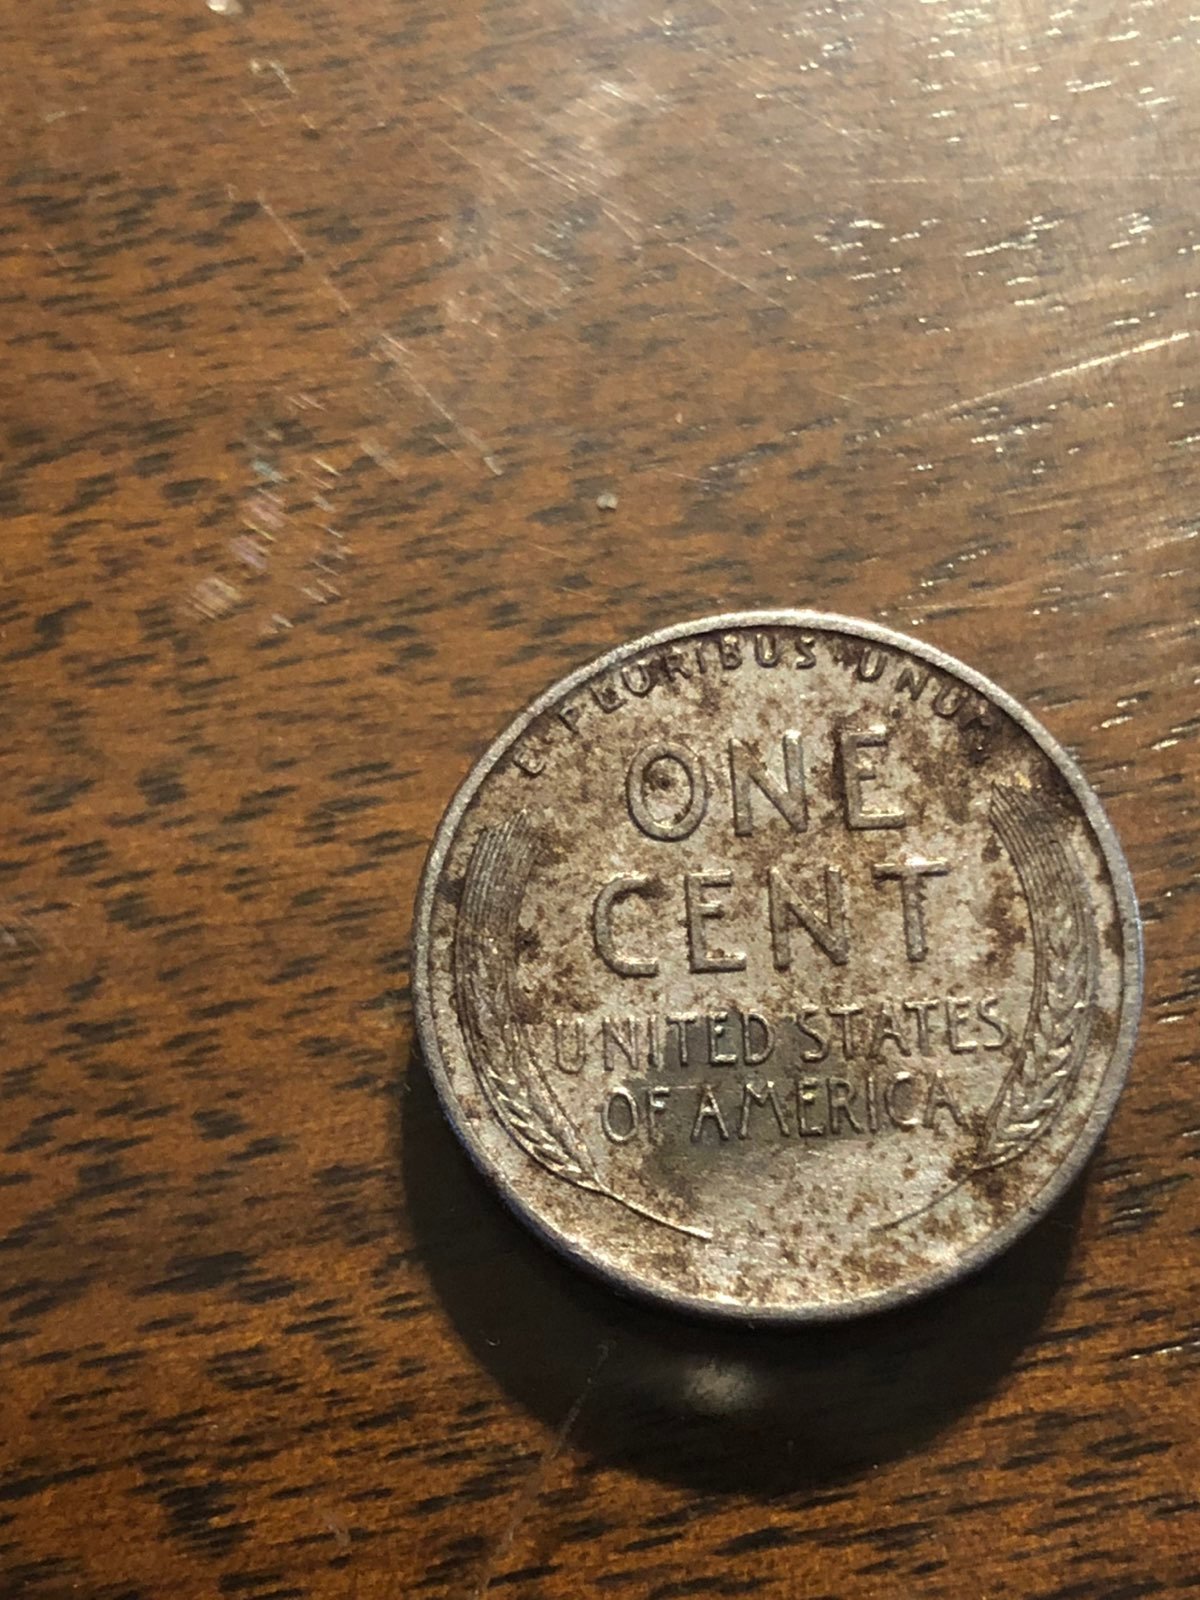 E PLURIBUS UNUM
ONE
CENT
UNITED STATES
OF AMERICA